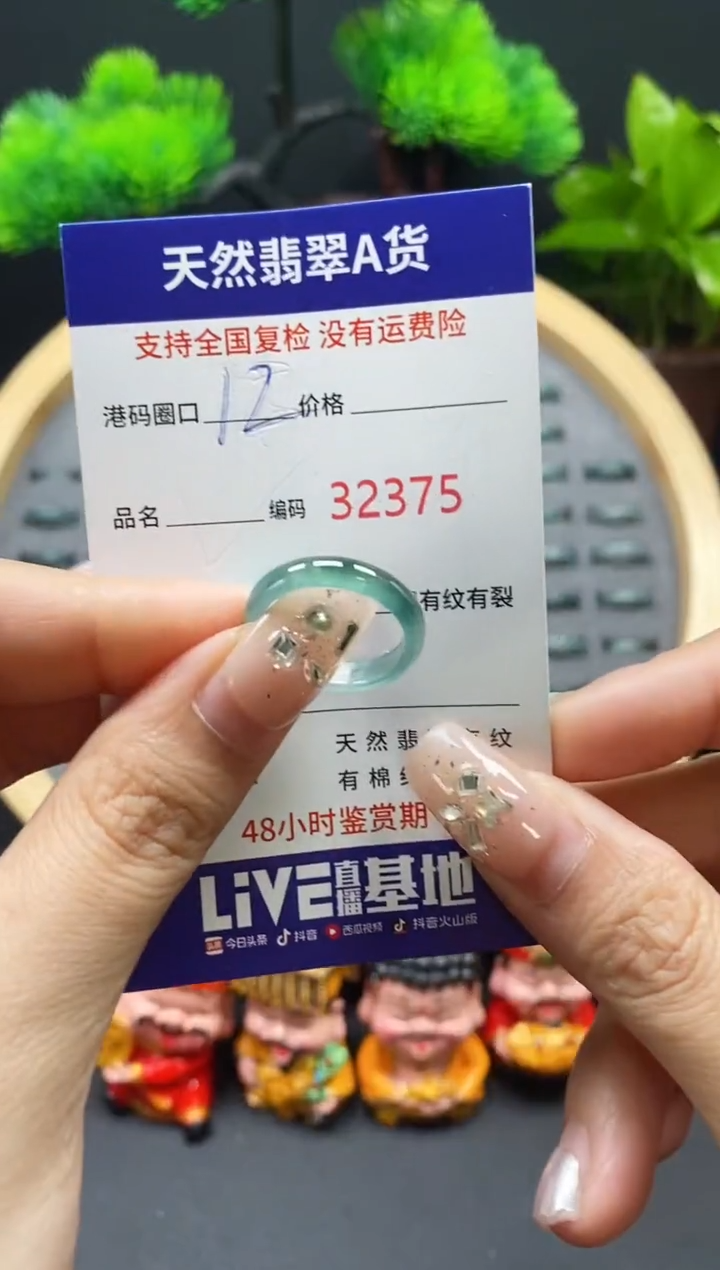 天然翡翠A货
支持全国复检 没有运费险
港码圈口 12 价格
品名 编码 32375
有纹有裂
天然翡 纹
有棉
48小时鉴赏期
LiVE直播基地
今日头条 抖音 西瓜视频 抖音火山版